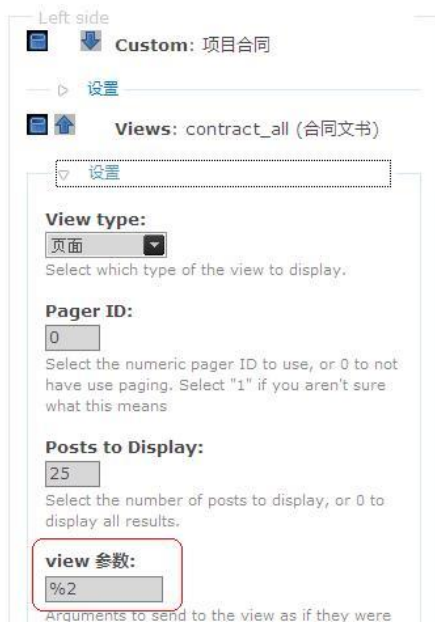 Left side
Custom: 项目合同
设置
Views: contract_all (合同文书)
设置
View type:
页面
Select which type of the view to display.
Pager ID:
0
Select the numeric pager ID to use, or 0 to not
have use paging. Select "1" if you aren't sure
what this means
Posts to Display:
25
Select the number of posts to display, or 0 to
display all results.
view 参数:
%2
Arguments to send to the view as if they were